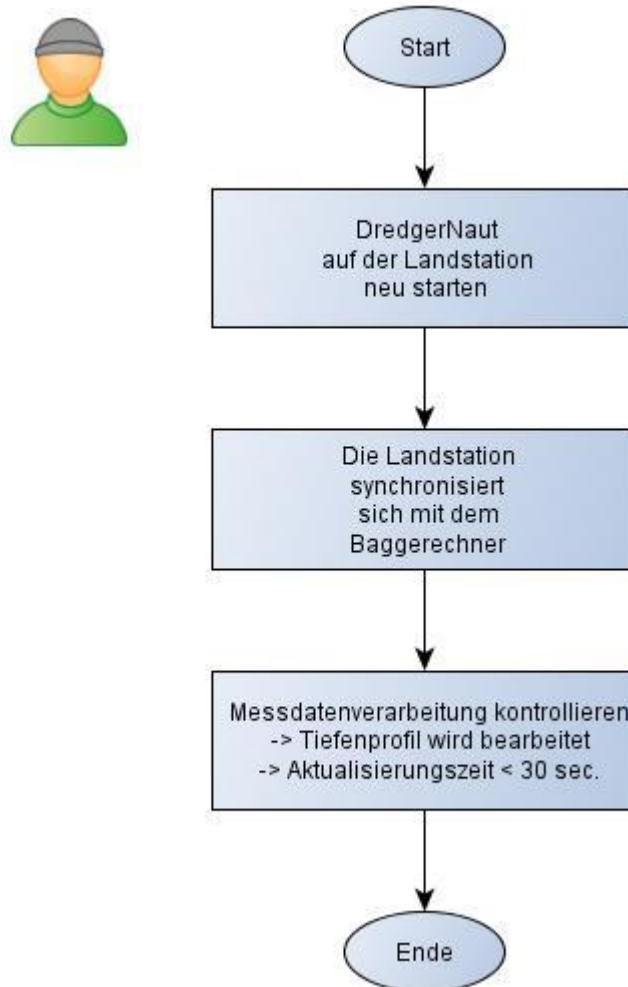 Start
DredgerNaut
auf der Landstation
neu starten
Die Landstation
synchronisiert
sich mit dem
Baggerechner
Messdatenverarbeitung kontrollieren
-> Tiefenprofil wird bearbeitet
-> Aktualisierungszeit < 30 sec.
Ende